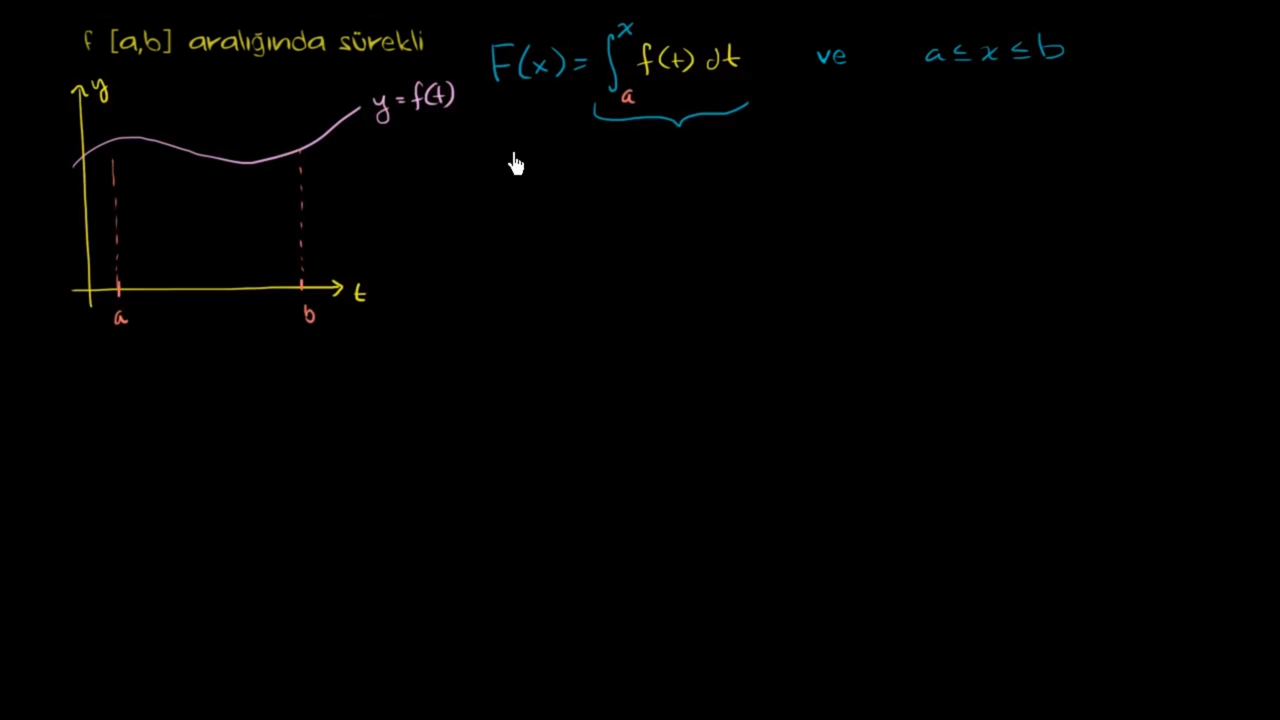 f [a,b] aralığında sürekli
F(x) = ∫ₐˣ f(t) dt ve a ≤ x ≤ b
y
y = f(t)
t
a b